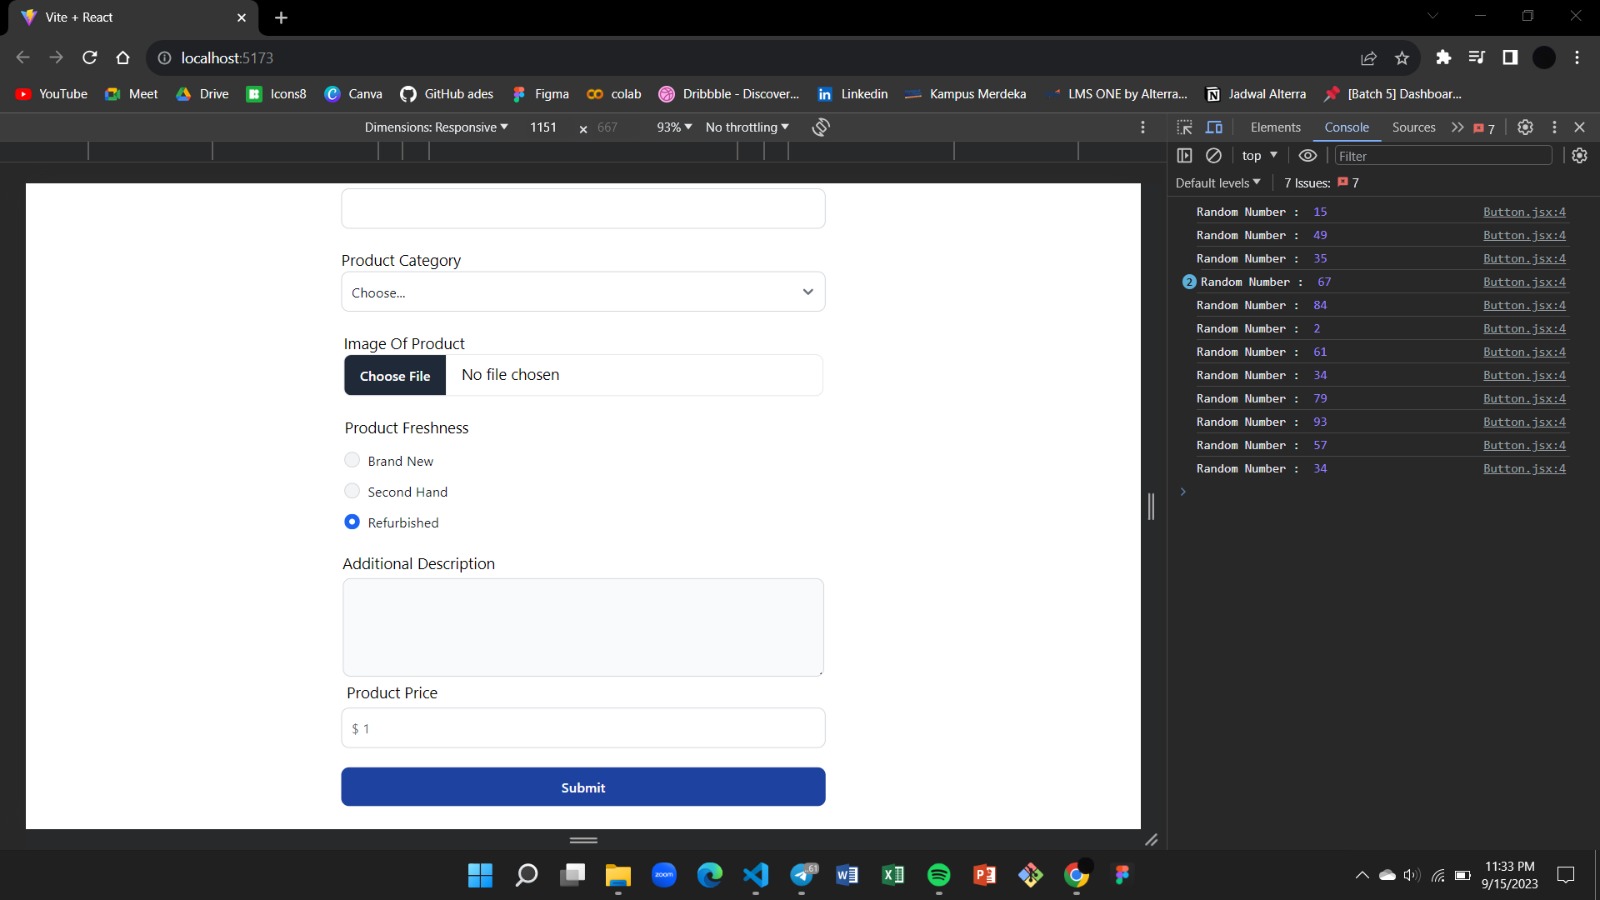 Vite + React
localhost:5173
YouTube Meet Drive Icons8 Canva GitHub ades Figma colab Dribbble - Discover... Linkedin Kampus Merdeka LMS ONE by Alterra... Jadwal Alterra [Batch 5] Dashboar...
Dimensions: Responsive 1151 × 667 93% No throttling
Elements Console Sources 7
top Filter
Default levels 7 Issues: 7
Product Category
Choose...
Image Of Product
Choose File No file chosen
Product Freshness
Brand New
Second Hand
Refurbished
Additional Description
Product Price
$ 1
Submit
Random Number : 15 Button.jsx:4
Random Number : 49 Button.jsx:4
Random Number : 35 Button.jsx:4
2 Random Number : 67 Button.jsx:4
Random Number : 84 Button.jsx:4
Random Number : 2 Button.jsx:4
Random Number : 61 Button.jsx:4
Random Number : 34 Button.jsx:4
Random Number : 79 Button.jsx:4
Random Number : 93 Button.jsx:4
Random Number : 57 Button.jsx:4
Random Number : 34 Button.jsx:4
zoom
61
11:33 PM
9/15/2023